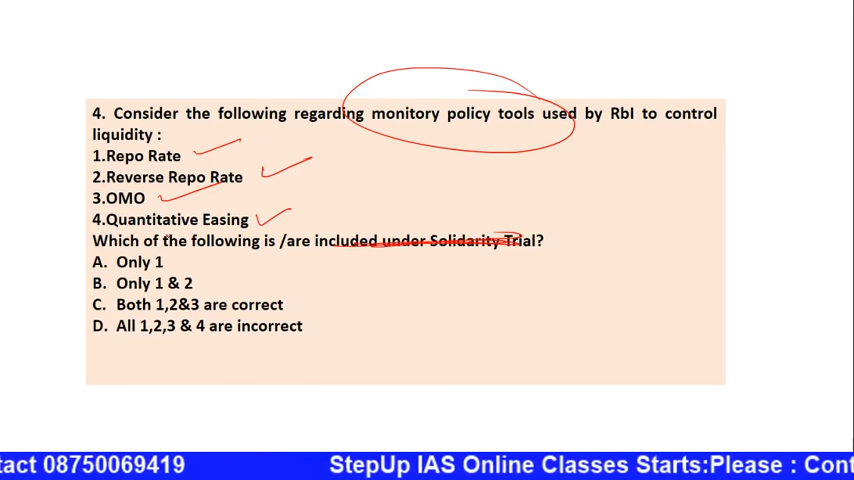 4. Consider the following regarding monitory policy tools used by RbI to control
liquidity :
1.Repo Rate
2.Reverse Repo Rate
3.OMO
4.Quantitative Easing
Which of the following is /are included under Solidarity Trial?
A. Only 1
B. Only 1 & 2
C. Both 1,2&3 are correct
D. All 1,2,3 & 4 are incorrect
tact 08750069419 StepUp IAS Online Classes Starts:Please : Cont